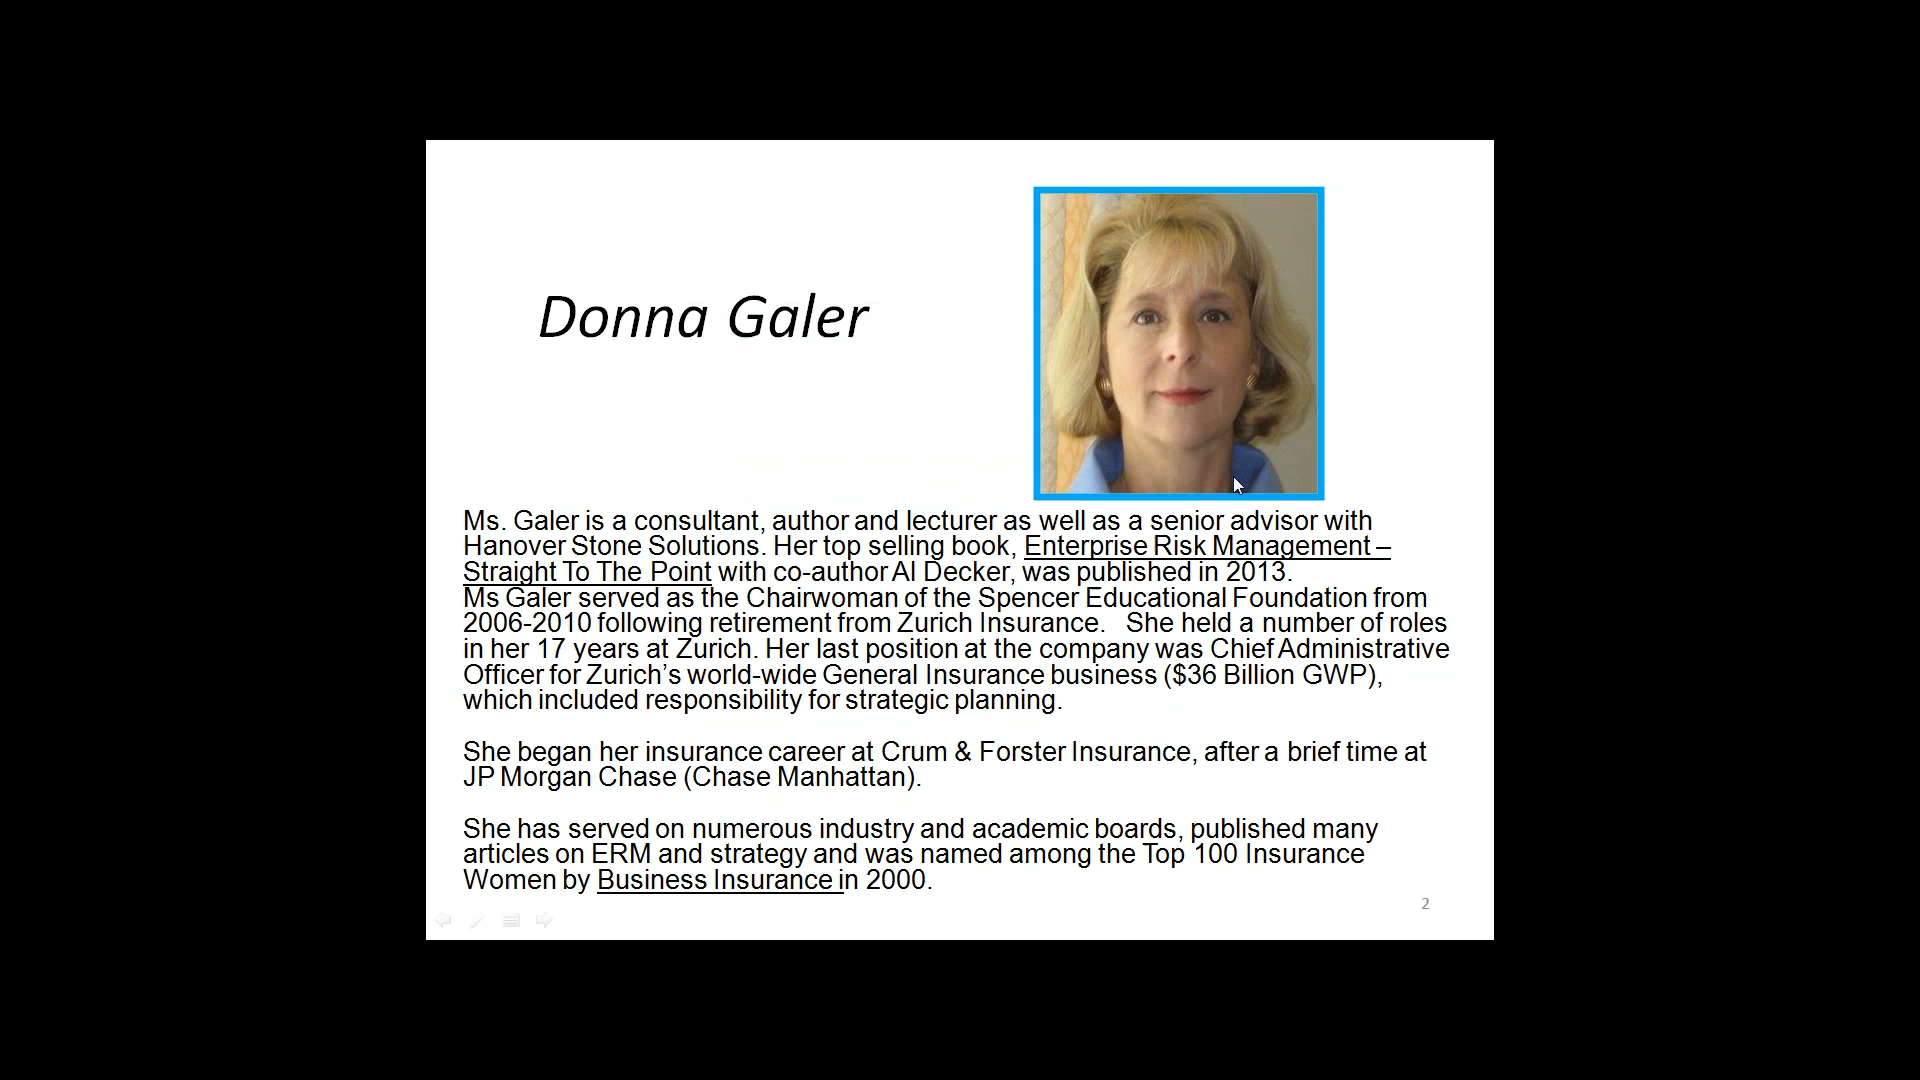 Donna Galer
Ms. Galer is a consultant, author and lecturer as well as a senior advisor with
Hanover Stone Solutions. Her top selling book, Enterprise Risk Management –
Straight To The Point with co-author Al Decker, was published in 2013.
Ms Galer served as the Chairwoman of the Spencer Educational Foundation from
2006-2010 following retirement from Zurich Insurance.   She held a number of roles
in her 17 years at Zurich. Her last position at the company was Chief Administrative
Officer for Zurich’s world-wide General Insurance business ($36 Billion GWP),
which included responsibility for strategic planning.
She began her insurance career at Crum & Forster Insurance, after a brief time at
JP Morgan Chase (Chase Manhattan).
She has served on numerous industry and academic boards, published many
articles on ERM and strategy and was named among the Top 100 Insurance
Women by Business Insurance in 2000.
2